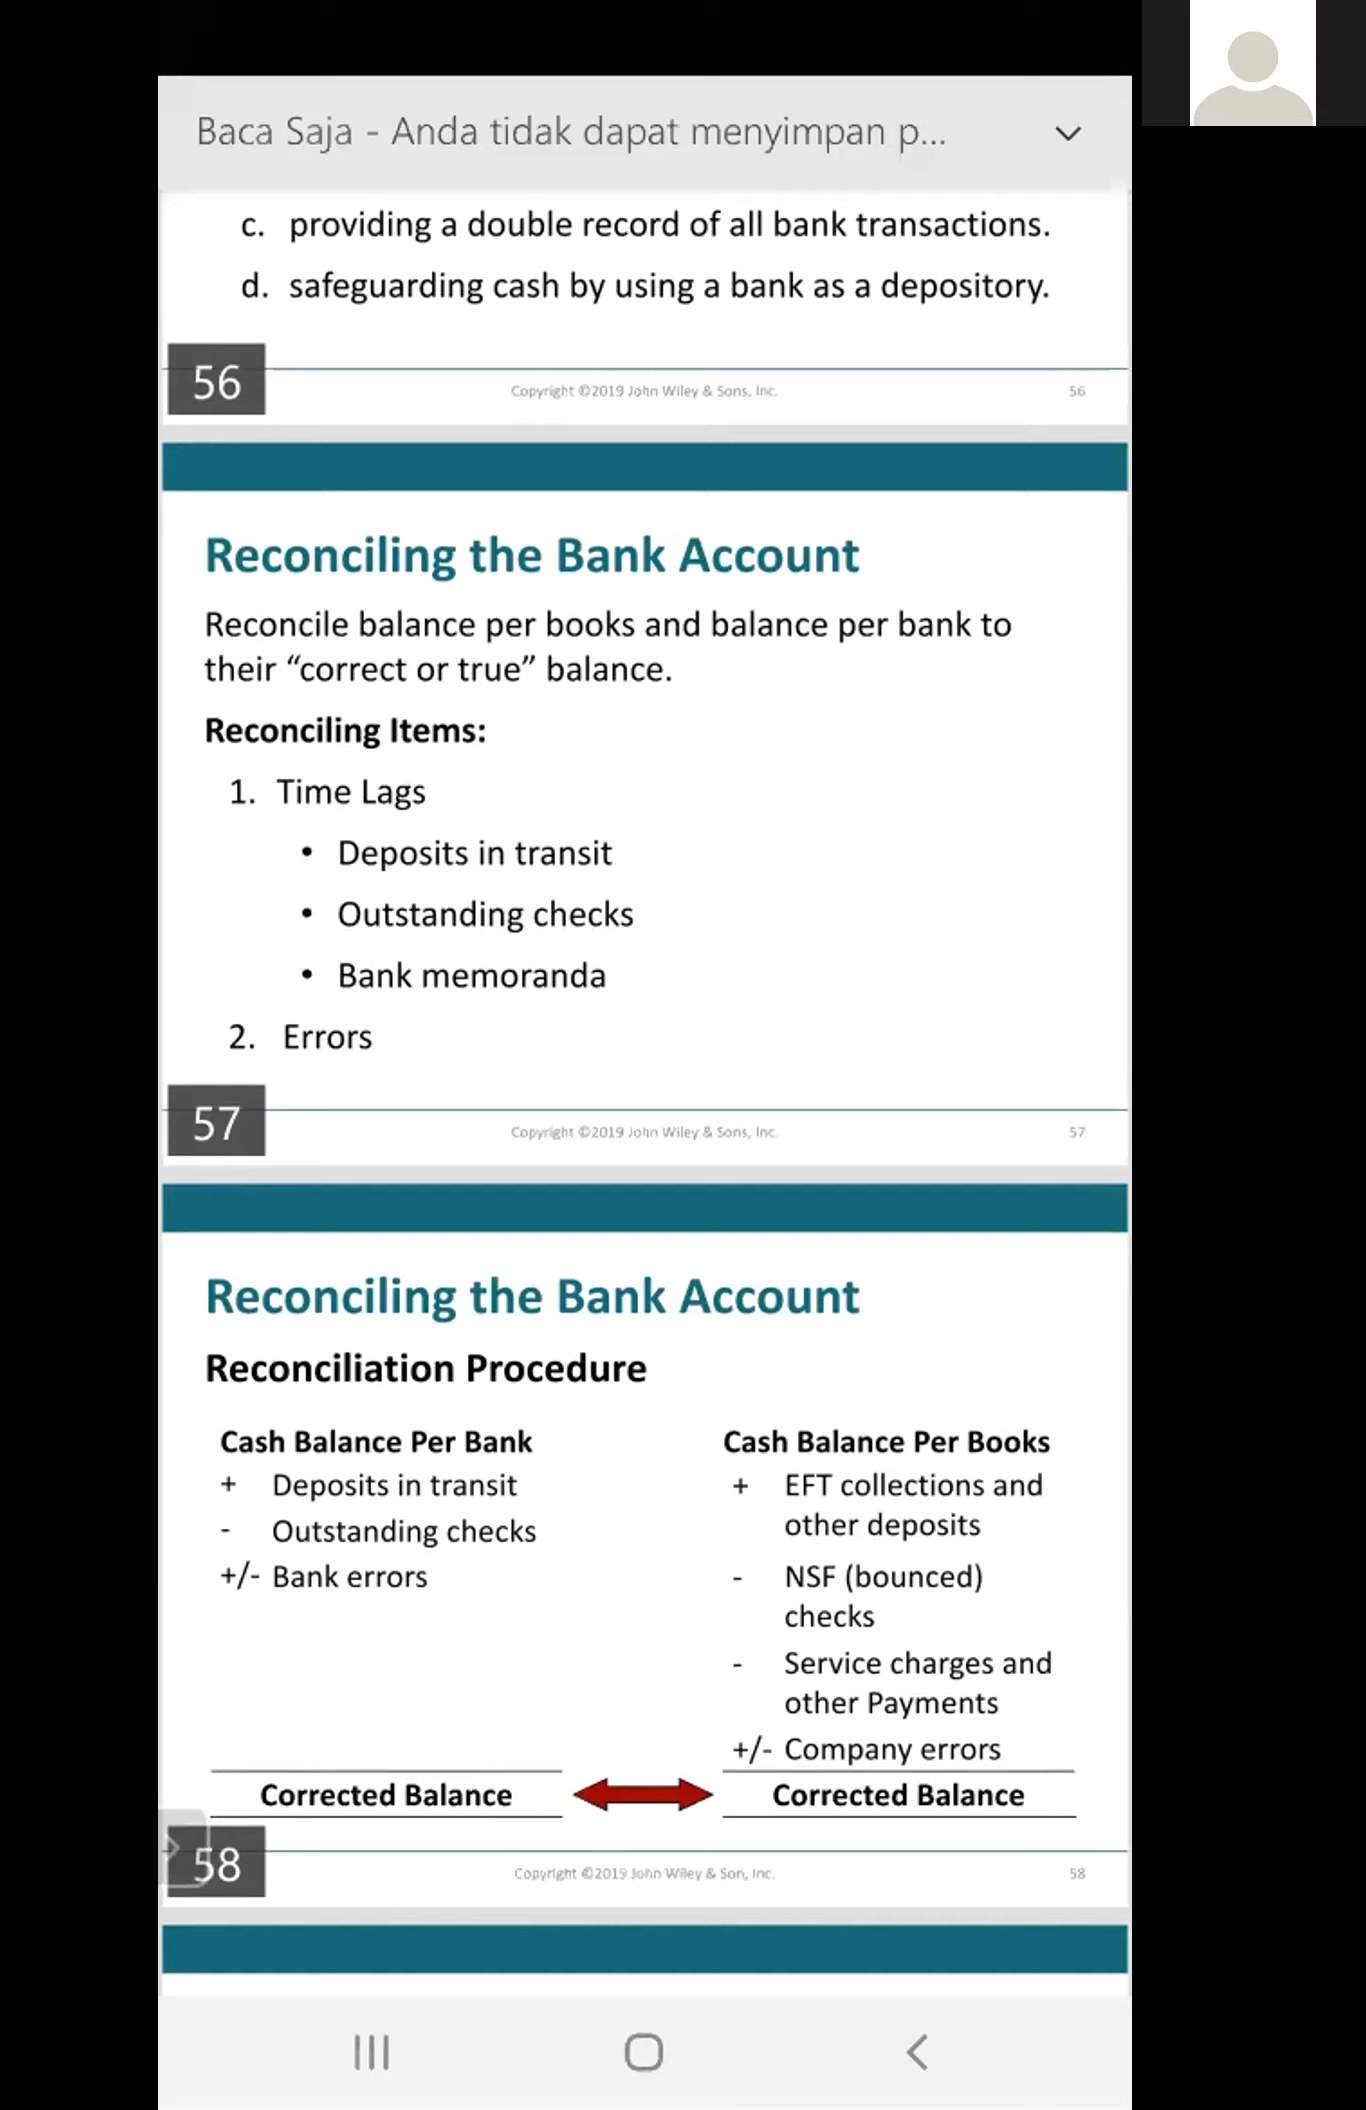 Baca Saja - Anda tidak dapat menyimpan p...
c. providing a double record of all bank transactions.
d. safeguarding cash by using a bank as a depository.
56
Copyright ©2019 John Wiley & Sons, Inc.
56
Reconciling the Bank Account
Reconcile balance per books and balance per bank to
their “correct or true” balance.
Reconciling Items:
1. Time Lags
• Deposits in transit
• Outstanding checks
• Bank memoranda
2. Errors
57
Copyright ©2019 John Wiley & Sons, Inc.
57
Reconciling the Bank Account
Reconciliation Procedure
Cash Balance Per Bank
+ Deposits in transit
- Outstanding checks
+/- Bank errors
Corrected Balance
Cash Balance Per Books
+ EFT collections and
other deposits
- NSF (bounced)
checks
- Service charges and
other Payments
+/- Company errors
Corrected Balance
58
Copyright ©2019 John Wiley & Son, Inc.
58